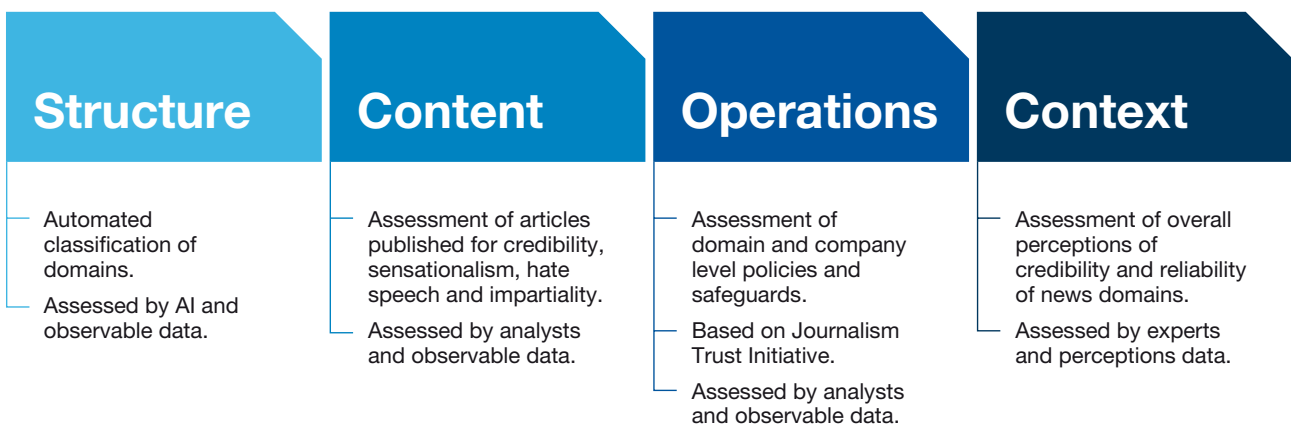 Structure
Automated
classification of
domains.
Assessed by AI and
observable data.
Content
Assessment of articles
published for credibility,
sensationalism, hate
speech and impartiality.
Assessed by analysts
and observable data.
Operations
Assessment of
domain and company
level policies and
safeguards.
Based on Journalism
Trust Initiative.
Assessed by analysts
and observable data.
Context
Assessment of overall
perceptions of
credibility and reliability
of news domains.
Assessed by experts
and perceptions data.